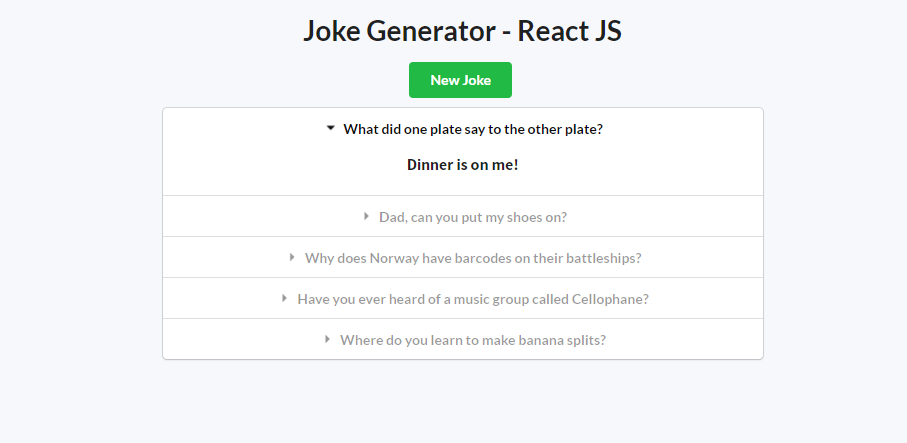 Joke Generator - React JS
New Joke
What did one plate say to the other plate?
Dinner is on me!
Dad, can you put my shoes on?
Why does Norway have barcodes on their battleships?
Have you ever heard of a music group called Cellophane?
Where do you learn to make banana splits?